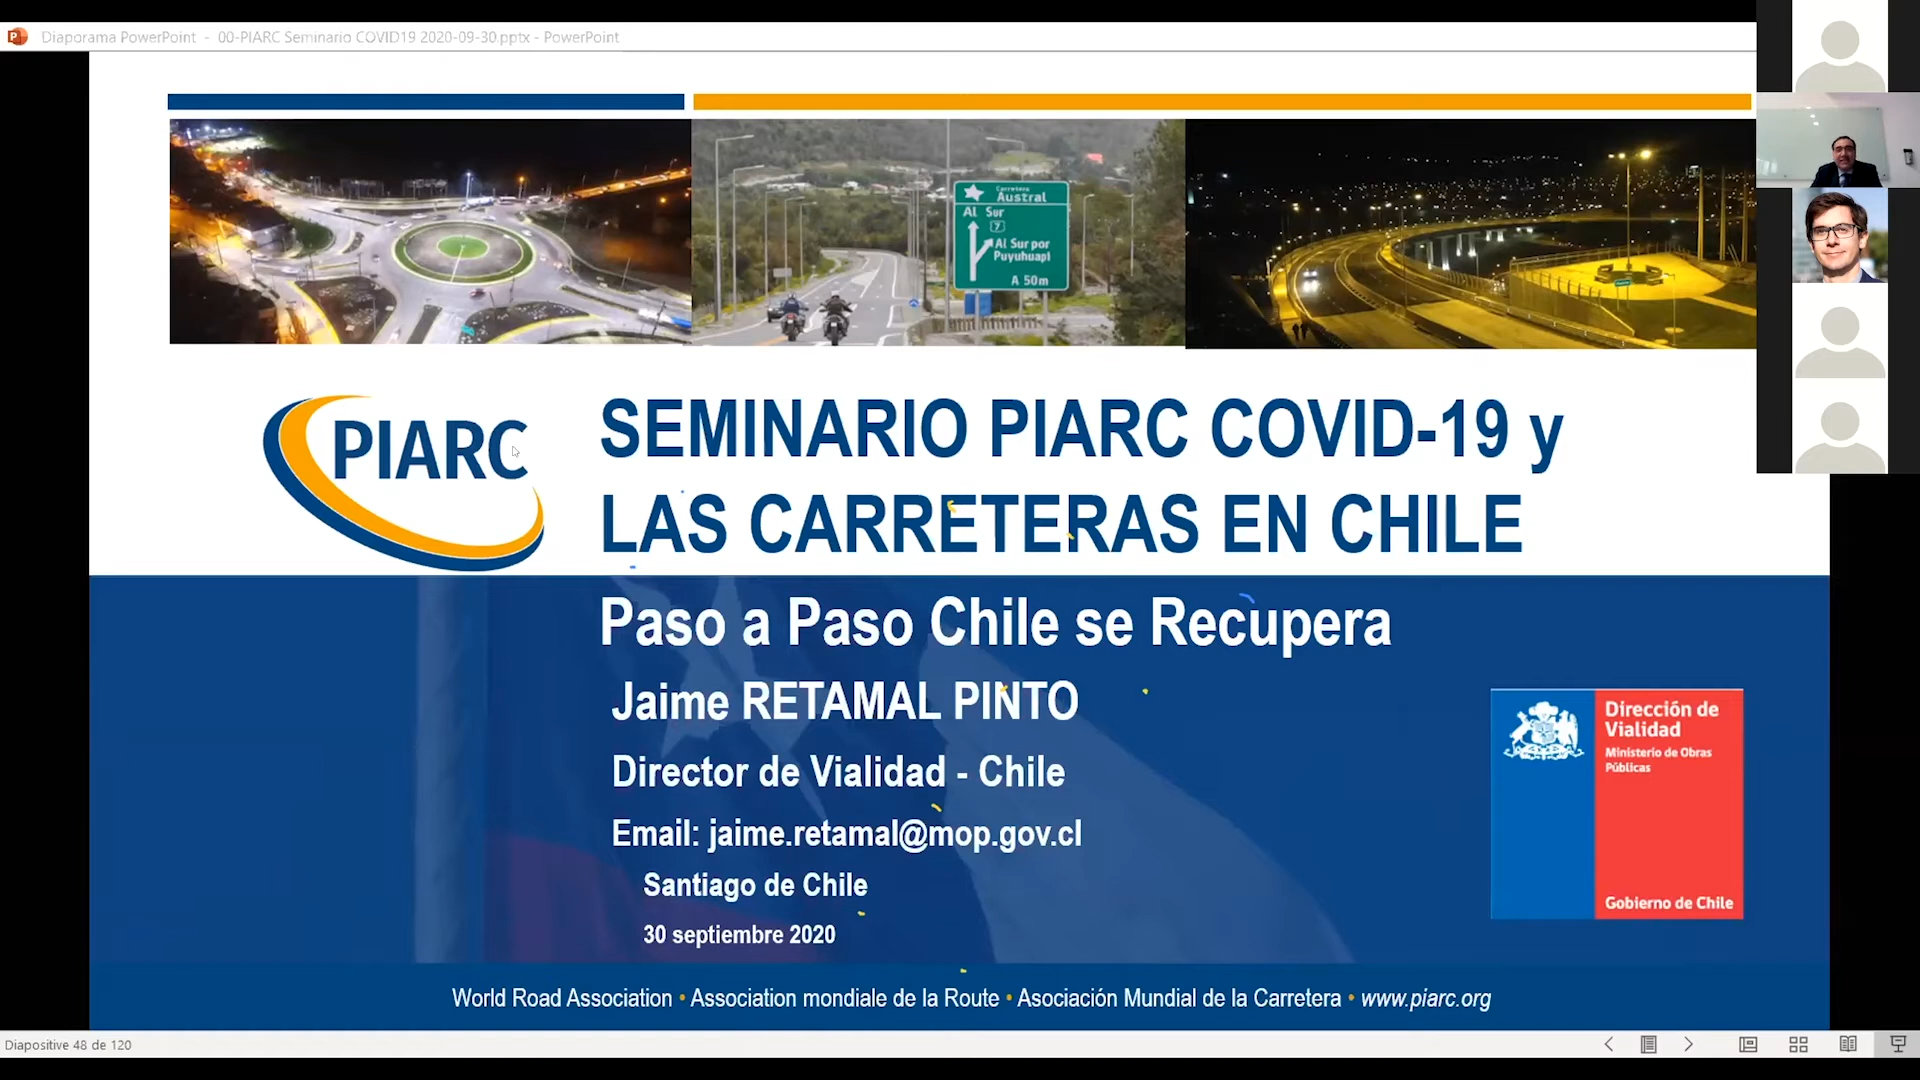 Diaporama PowerPoint - 00-PIARC Seminario COVID19 2020-09-30.pptx - PowerPoint
Carretera
Austral
Al Sur
7
Al Sur por
Puyuhuapi
A 50m
PIARC
SEMINARIO PIARC COVID-19 y
LAS CARRETERAS EN CHILE
Paso a Paso Chile se Recupera
Jaime RETAMAL PINTO
Director de Vialidad - Chile
Email: jaime.retamal@mop.gov.cl
Santiago de Chile
30 septiembre 2020
Dirección de
Vialidad
Ministerio de Obras
Públicas
Gobierno de Chile
World Road Association • Association mondiale de la Route • Asociación Mundial de la Carretera • www.piarc.org
Diapositive 48 de 120